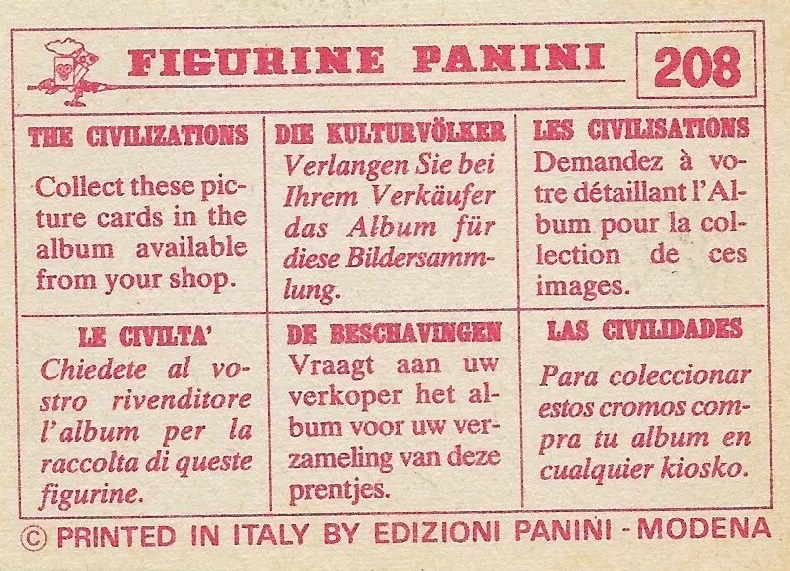 FIGURINE PANINI
208
THE CIVILIZATIONS
Collect these pic-
ture cards in the
album available
from your shop.
DIE KULTURVÖLKER
Verlangen Sie bei
Ihrem Verkäufer
das Album für
diese Bildersamm-
lung.
LES CIVILISATIONS
Demandez à vo-
tre détaillant l'Al-
bum pour la col-
lection de ces
images.
LE CIVILTA'
Chiedete al vo-
stro rivenditore
l'album per la
raccolta di queste
figurine.
DE BESCHAVINGEN
Vraagt aan uw
verkoper het al-
bum voor uw ver-
zameling van deze
prentjes.
LAS CIVILIDADES
Para coleccionar
estos cromos com-
pra tu album en
cualquier kiosko.
© PRINTED IN ITALY BY EDIZIONI PANINI - MODENA